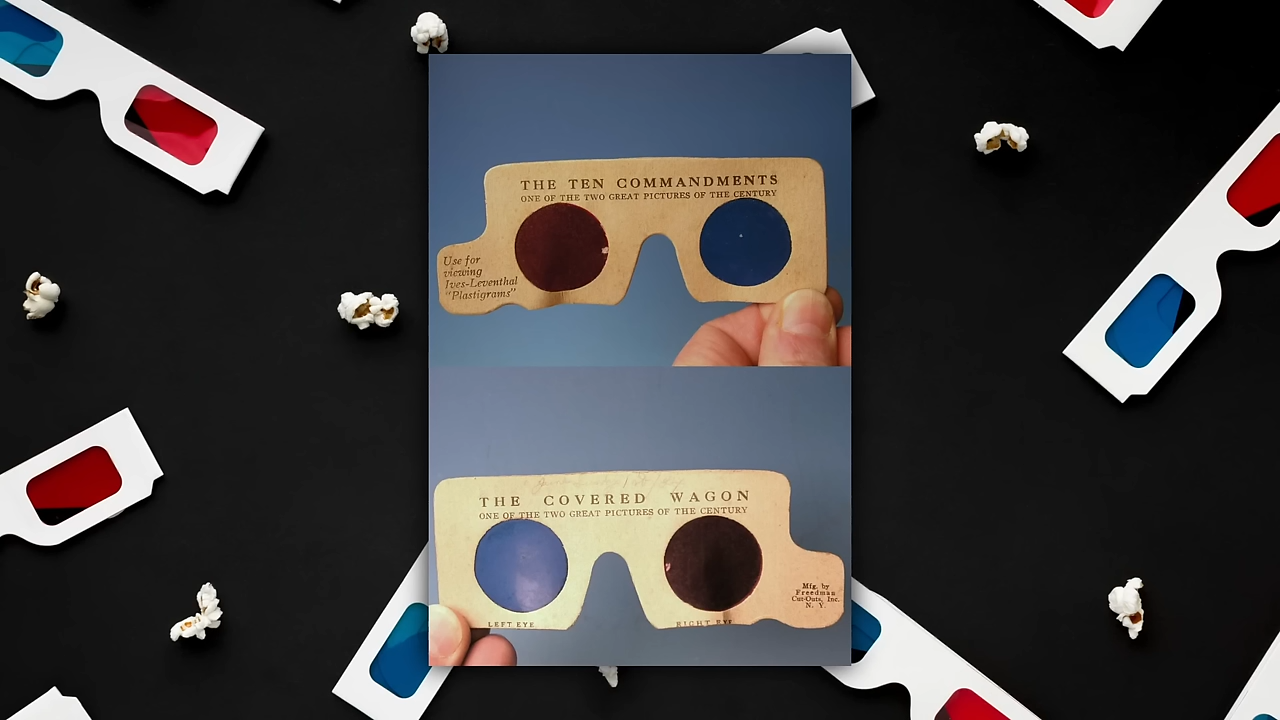 THE TEN COMMANDMENTS
ONE OF THE TWO GREAT PICTURES OF THE CENTURY
Use for
viewing
Ives-Leventhal
"Plastigrams"
THE COVERED WAGON
ONE OF THE TWO GREAT PICTURES OF THE CENTURY
Mfg. by
Freedman
Cut-Outs, Inc.
N. Y.
LEFT EYE
RIGHT EYE